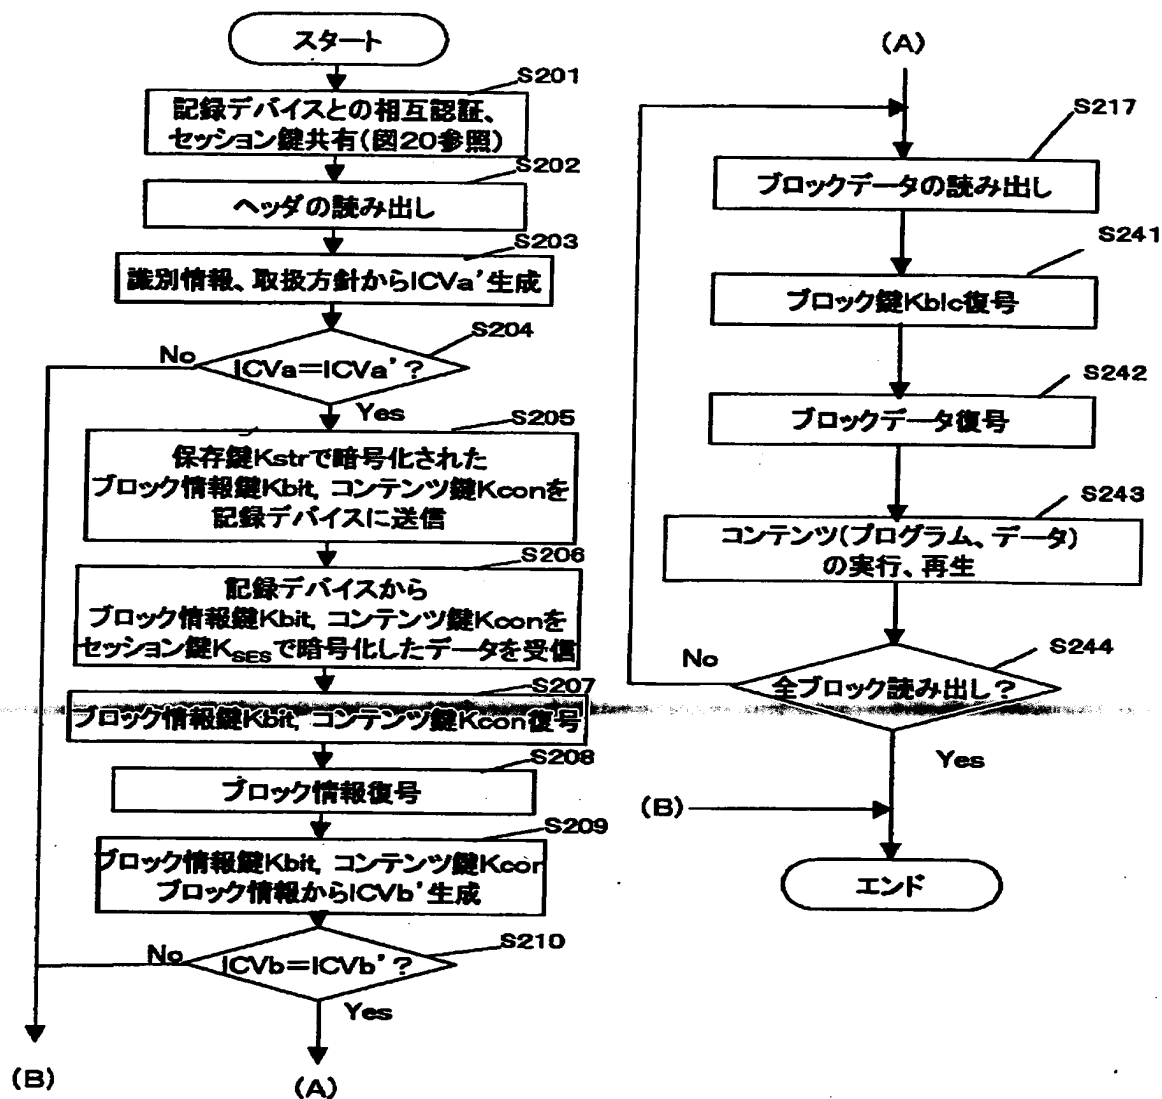 スタート
S201
記録デバイスとの相互認証、
セッション鍵共有(図20参照)
S202
ヘッダの読み出し
S203
識別情報、取扱方針からICVa'生成
S204
No
ICVa=ICVa'?
Yes
S205
保存鍵Kstrで暗号化された
ブロック情報鍵Kbit, コンテンツ鍵Kconを
記録デバイスに送信
S206
記録デバイスから
ブロック情報鍵Kbit, コンテンツ鍵Kconを
セッション鍵KSESで暗号化したデータを受信
S207
ブロック情報鍵Kbit, コンテンツ鍵Kcon復号
S208
ブロック情報復号
S209
ブロック情報鍵Kbit, コンテンツ鍵Kcon
ブロック情報からICVb'生成
S210
No
ICVb=ICVb'?
Yes
(B)
(A)
(A)
S217
ブロックデータの読み出し
S241
ブロック鍵Kblc復号
S242
ブロックデータ復号
S243
コンテンツ(プログラム、データ)
の実行、再生
S244
No
全ブロック読み出し?
Yes
(B)
エンド